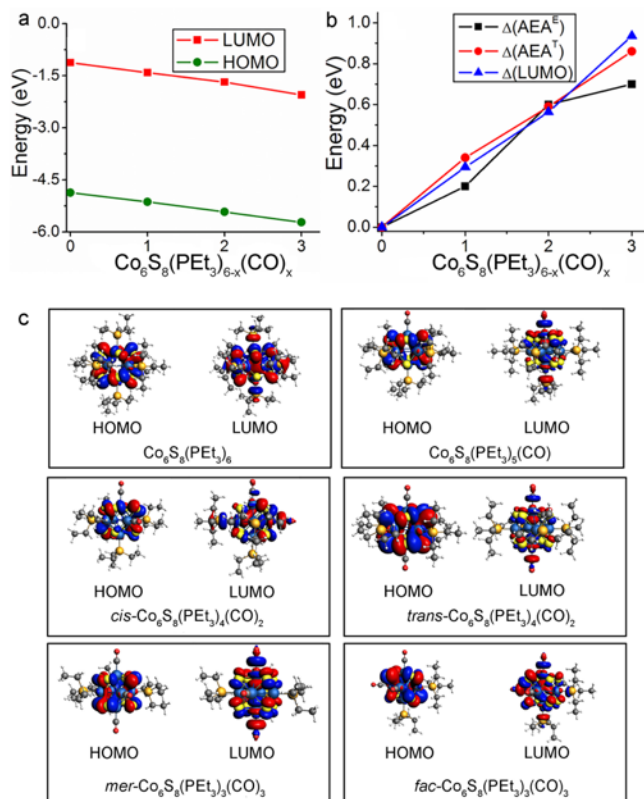 a
LUMO
HOMO
Energy (eV)
-1.5
-3.0
-4.5
-6.0
0 1 2 3
Co₆S₈(PEt₃)₆₋ₓ(CO)ₓ
b
Δ(AEAᴱ)
Δ(AEAᵀ)
Δ(LUMO)
Energy (eV)
1.0
0.8
0.6
0.4
0.2
0.0
0 1 2 3
Co₆S₈(PEt₃)₆₋ₓ(CO)ₓ
c
HOMO LUMO
Co₆S₈(PEt₃)₆
HOMO LUMO
Co₆S₈(PEt₃)₅(CO)
HOMO LUMO
cis-Co₆S₈(PEt₃)₄(CO)₂
HOMO LUMO
trans-Co₆S₈(PEt₃)₄(CO)₂
HOMO LUMO
mer-Co₆S₈(PEt₃)₃(CO)₃
HOMO LUMO
fac-Co₆S₈(PEt₃)₃(CO)₃